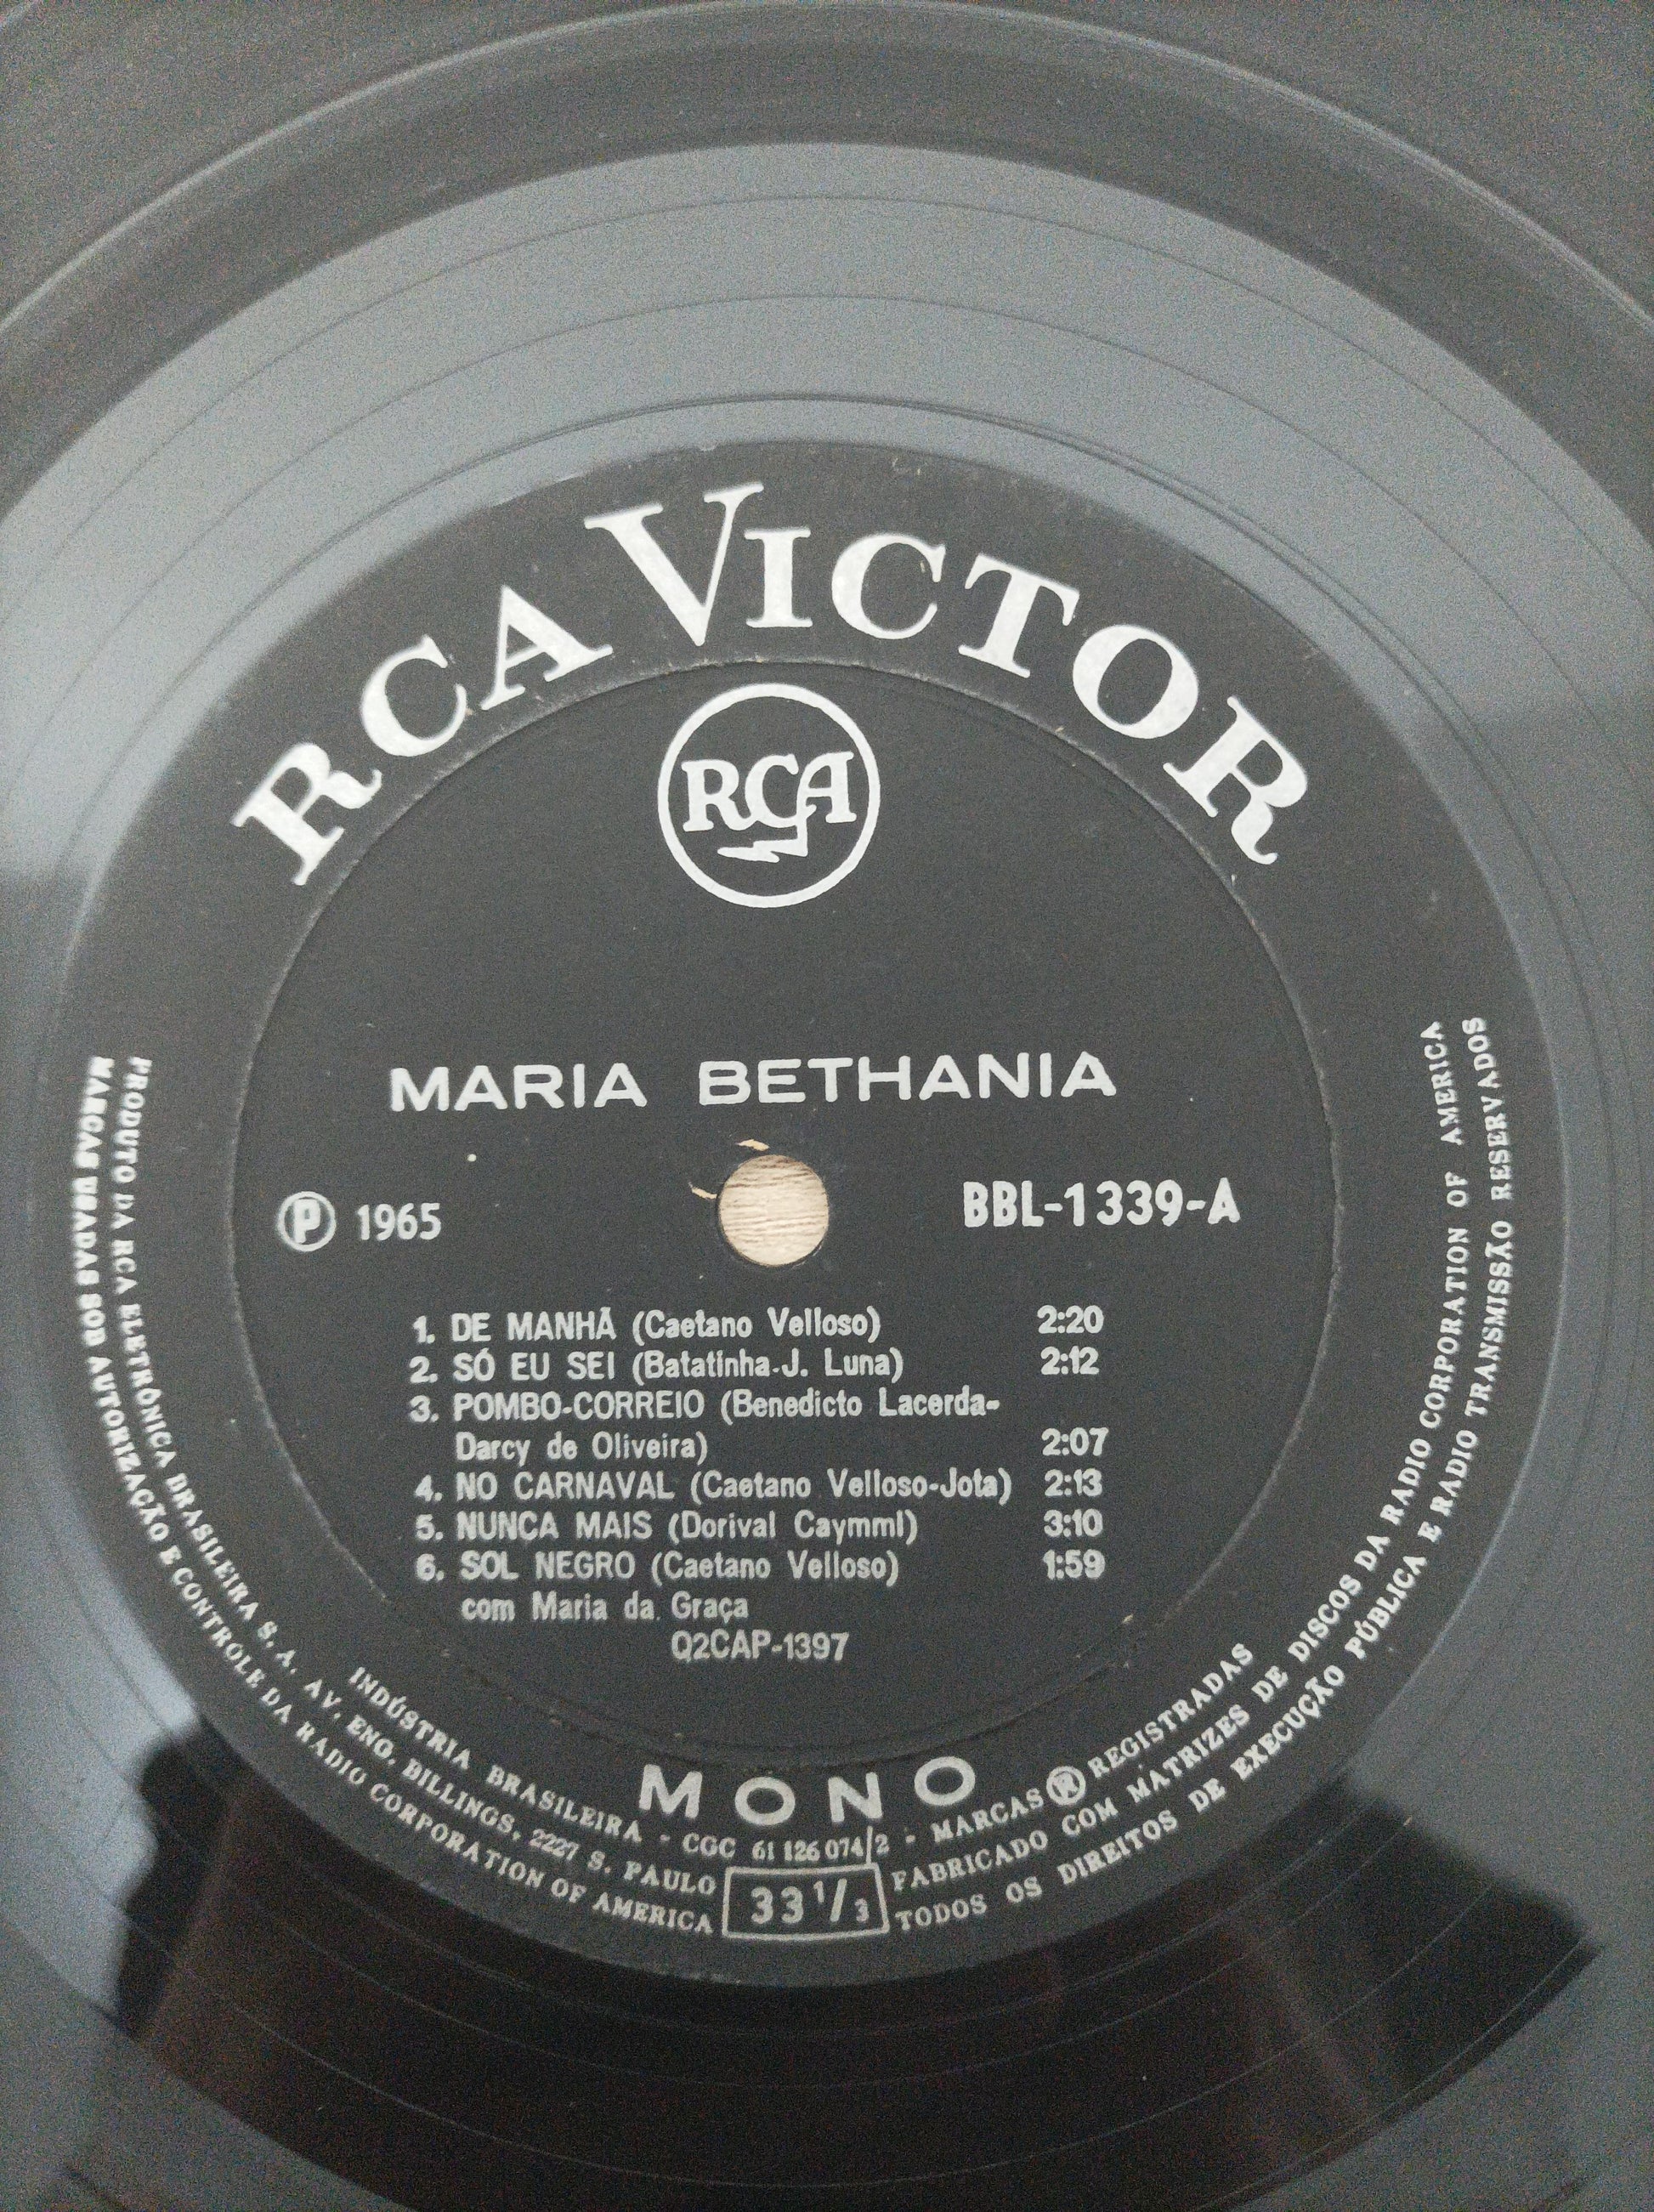 RCA VICTOR
RCA
MARIA BETHANIA
Ⓟ 1965
BBL-1339-A
1. DE MANHÃ (Caetano Velloso) 2:20
2. SÓ EU SEI (Batatinha-J. Luna) 2:12
3. POMBO-CORREIO (Benedicto Lacerda-
Darcy de Oliveira) 2:07
4. NO CARNAVAL (Caetano Velloso-Jota) 2:13
5. NUNCA MAIS (Dorival Caymmi) 3:10
6. SOL NEGRO (Caetano Velloso) 1:59
com Maria da Graça
Q2CAP-1397
MONO
INDÚSTRIA BRASILEIRA - CGC 61 126 074/2 - MARCAS ® REGISTRADAS
PRODUTO DA RCA ELETRÔNICA BRASILEIRA S. A. AV. ENG. BILLINGS, 2227 S. PAULO
FABRICADO COM MATRIZES DE DISCOS DA RADIO CORPORATION OF AMERICA
MARCAS USADAS POR AUTORIZAÇÃO E CONTRÔLE DA RADIO CORPORATION OF AMERICA
TODOS OS DIREITOS DE EXECUÇÃO PÚBLICA E RADIO TRANSMISSÃO RESERVADOS
33 1/3